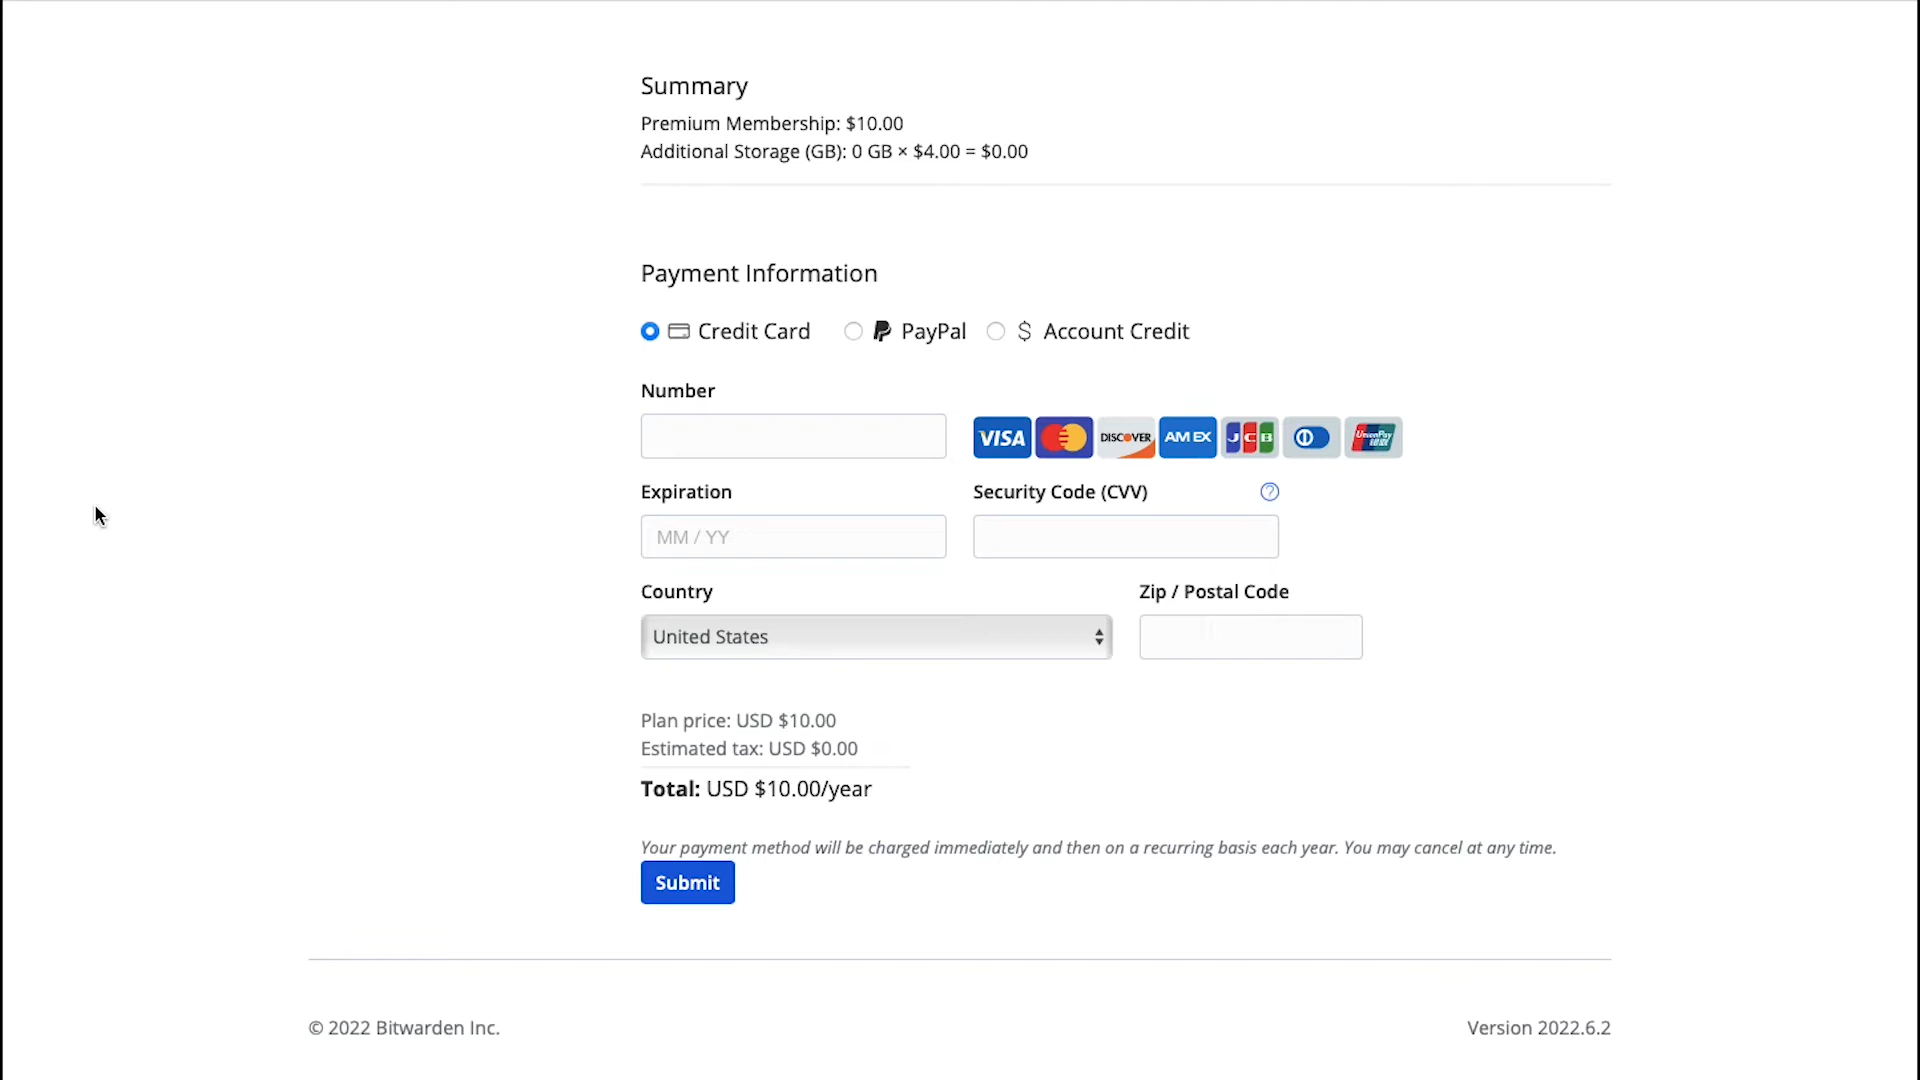 Summary
Premium Membership: $10.00
Additional Storage (GB): 0 GB × $4.00 = $0.00
Payment Information
Credit Card PayPal $ Account Credit
Number
VISA DISCOVER AMEX JCB UnionPay
Expiration Security Code (CVV) ?
MM / YY
Country Zip / Postal Code
United States
Plan price: USD $10.00
Estimated tax: USD $0.00
Total: USD $10.00/year
Your payment method will be charged immediately and then on a recurring basis each year. You may cancel at any time.
Submit
© 2022 Bitwarden Inc. Version 2022.6.2